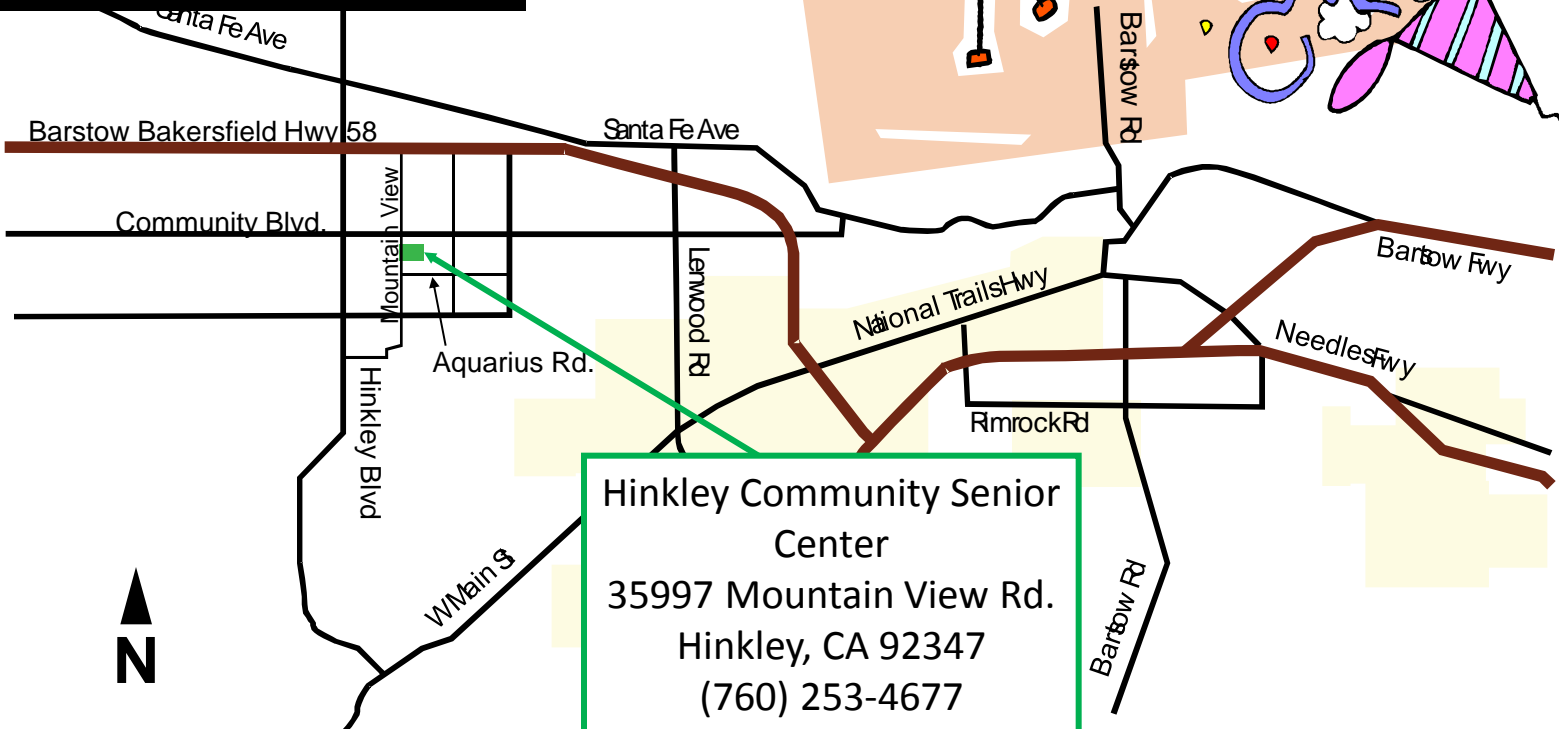 Santa Fe Ave
Barstow Rd
Barstow Bakersfield Hwy 58
Santa Fe Ave
Mountain View
Community Blvd.
Barstow Fwy
Lenwood Rd
National Trails Hwy
Needles Fwy
Aquarius Rd.
Hinkley Blvd
Rimrock Rd
Hinkley Community Senior
Center
35997 Mountain View Rd.
Hinkley, CA 92347
(760) 253-4677
W Main St
Barstow Rd
N